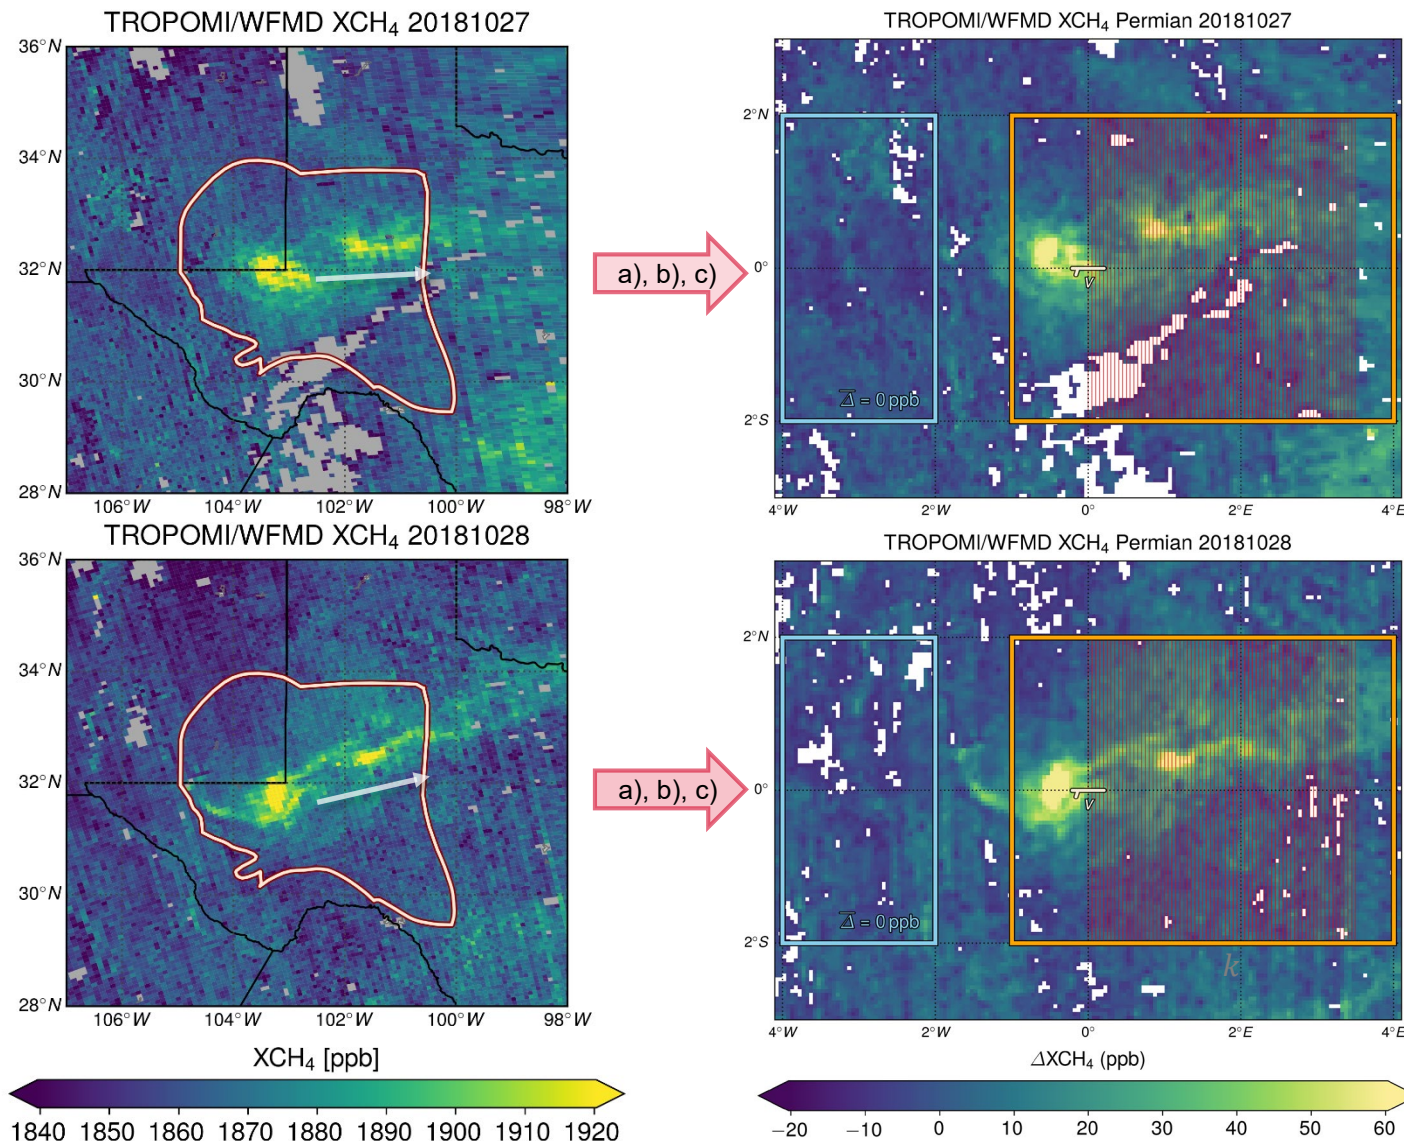 TROPOMI/WFMD XCH₄ 20181027
36°N
34°N
32°N
30°N
28°N
106°W 104°W 102°W 100°W 98°W
a), b), c)
TROPOMI/WFMD XCH₄ Permian 20181027
2°N
0°
2°S
v
Δ̅ = 0 ppb
4°W 2°W 0° 2°E 4°E
TROPOMI/WFMD XCH₄ 20181028
36°N
34°N
32°N
30°N
28°N
106°W 104°W 102°W 100°W 98°W
a), b), c)
TROPOMI/WFMD XCH₄ Permian 20181028
2°N
0°
2°S
v
Δ̅ = 0 ppb
k
4°W 2°W 0° 2°E 4°E
XCH₄ [ppb]
1840 1850 1860 1870 1880 1890 1900 1910 1920
ΔXCH₄ (ppb)
−20 −10 0 10 20 30 40 50 60